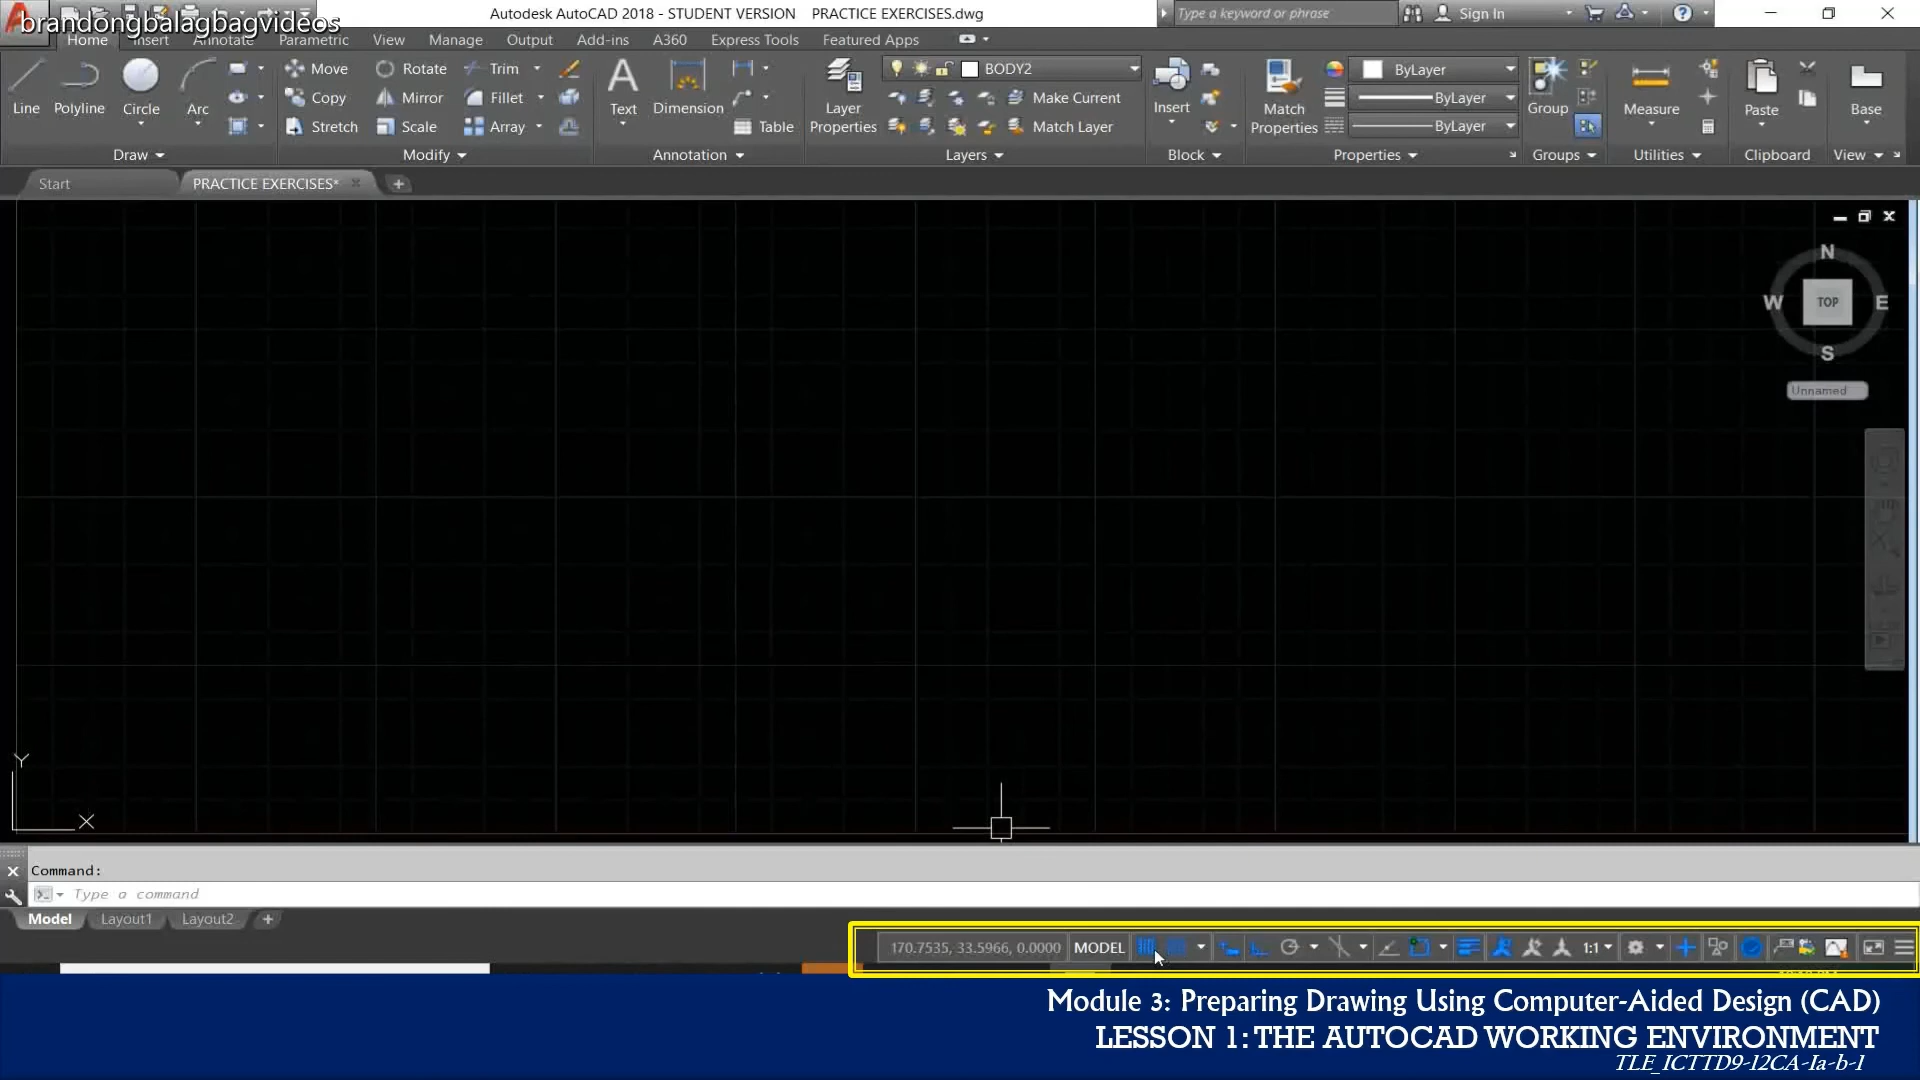 brandongbalagbagvideos
Autodesk AutoCAD 2018 - STUDENT VERSION PRACTICE EXERCISES.dwg
Type a keyword or phrase
Sign In
Home Insert Annotate Parametric View Manage Output Add-ins A360 Express Tools Featured Apps
Line Polyline Circle Arc
Move Rotate Trim
Copy Mirror Fillet
Stretch Scale Array
Text Dimension
Table
Layer Properties
BODY2
Make Current
Match Layer
Insert
Match Properties
ByLayer
ByLayer
ByLayer
Group
Measure
Paste
Base
Draw Modify Annotation Layers Block Properties Groups Utilities Clipboard View
Start PRACTICE EXERCISES*
N
W TOP E
S
Unnamed
Y
X
Command:
Type a command
Model Layout1 Layout2
170.7535, 33.5966, 0.0000 MODEL 1:1
Module 3: Preparing Drawing Using Computer-Aided Design (CAD)
LESSON 1: THE AUTOCAD WORKING ENVIRONMENT
TLE_ICTTD9-12CA-Ia-b-1